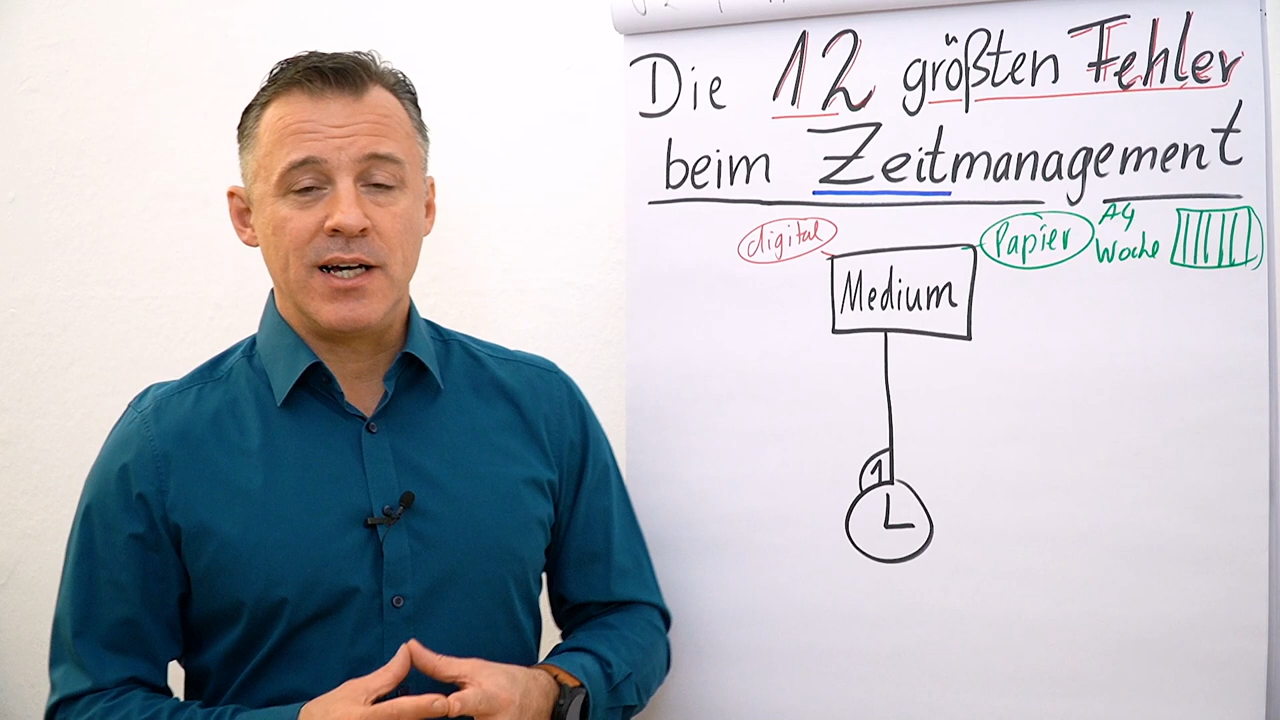 Die 12 größten Fehler
beim Zeitmanagement
digital
Papier
A4
Woche
Medium
1